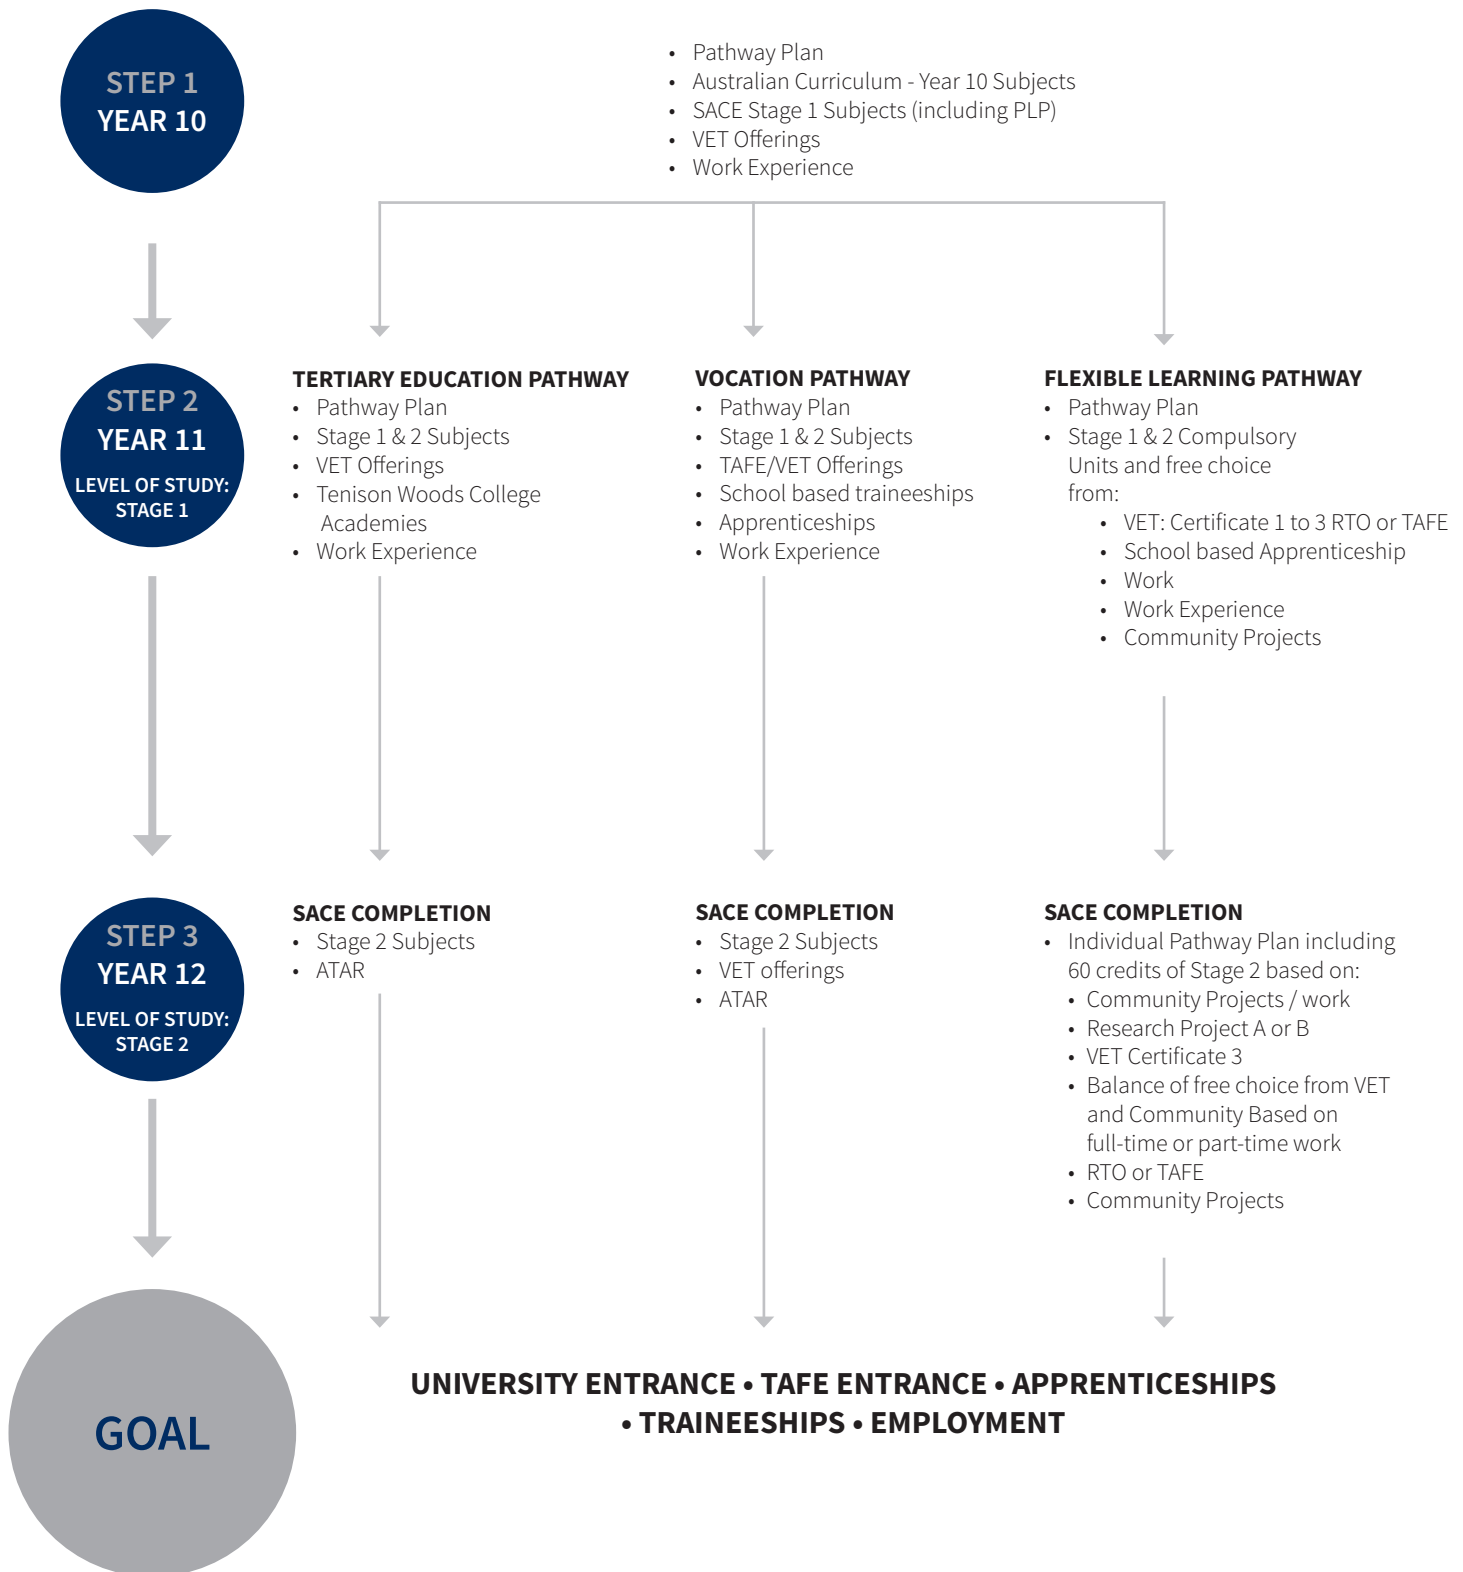 STEP 1
YEAR 10
• Pathway Plan
• Australian Curriculum - Year 10 Subjects
• SACE Stage 1 Subjects (including PLP)
• VET Offerings
• Work Experience
STEP 2
YEAR 11
LEVEL OF STUDY:
STAGE 1
TERTIARY EDUCATION PATHWAY
• Pathway Plan
• Stage 1 & 2 Subjects
• VET Offerings
• Tenison Woods College
Academies
• Work Experience
VOCATION PATHWAY
• Pathway Plan
• Stage 1 & 2 Subjects
• TAFE/VET Offerings
• School based traineeships
• Apprenticeships
• Work Experience
FLEXIBLE LEARNING PATHWAY
• Pathway Plan
• Stage 1 & 2 Compulsory
Units and free choice
from:
• VET: Certificate 1 to 3 RTO or TAFE
• School based Apprenticeship
• Work
• Work Experience
• Community Projects
STEP 3
YEAR 12
LEVEL OF STUDY:
STAGE 2
SACE COMPLETION
• Stage 2 Subjects
• ATAR
SACE COMPLETION
• Stage 2 Subjects
• VET offerings
• ATAR
SACE COMPLETION
• Individual Pathway Plan including
60 credits of Stage 2 based on:
• Community Projects / work
• Research Project A or B
• VET Certificate 3
• Balance of free choice from VET
and Community Based on
full-time or part-time work
• RTO or TAFE
• Community Projects
GOAL
UNIVERSITY ENTRANCE • TAFE ENTRANCE • APPRENTICESHIPS
• TRAINEESHIPS • EMPLOYMENT